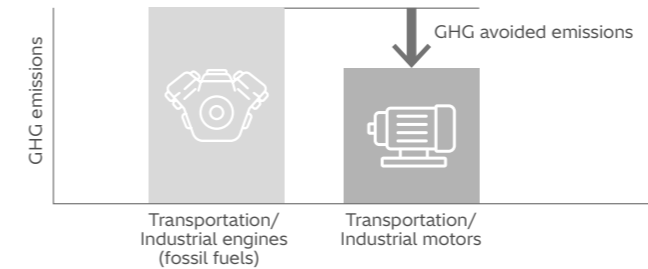 GHG emissions
GHG avoided emissions
Transportation/
Industrial engines
(fossil fuels)
Transportation/
Industrial motors